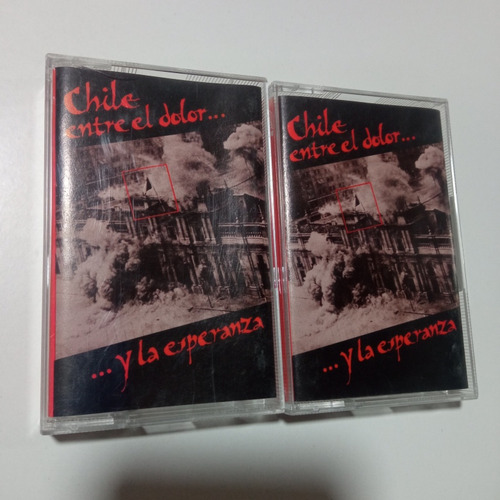 Chile
entre el dolor...
...y la esperanza
Chile
entre el dolor...
...y la esperanza